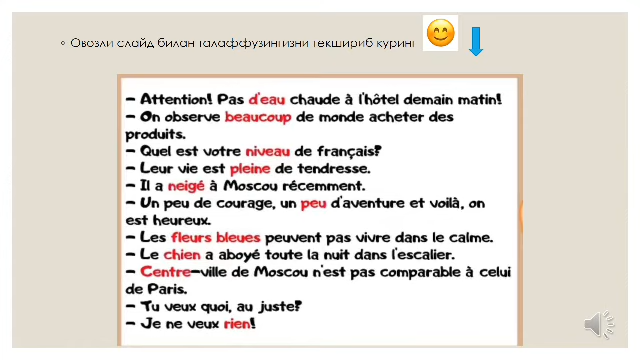 Овозли слайд билан талаффузингизни текшириб куринг
– Attention! Pas d'eau chaude à l'hôtel demain matin!
– On observe beaucoup de monde acheter des
produits.
– Quel est votre niveau de français?
– Leur vie est pleine de tendresse.
– Il a neigé à Moscou récemment.
– Un peu de courage, un peu d'aventure et voilà, on
est heureux.
– Les fleurs bleues peuvent pas vivre dans le calme.
– Le chien a aboyé toute la nuit dans l'escalier.
– Centre–ville de Moscou n'est pas comparable à celui
de Paris.
– Tu veux quoi, au juste?
– Je ne veux rien!